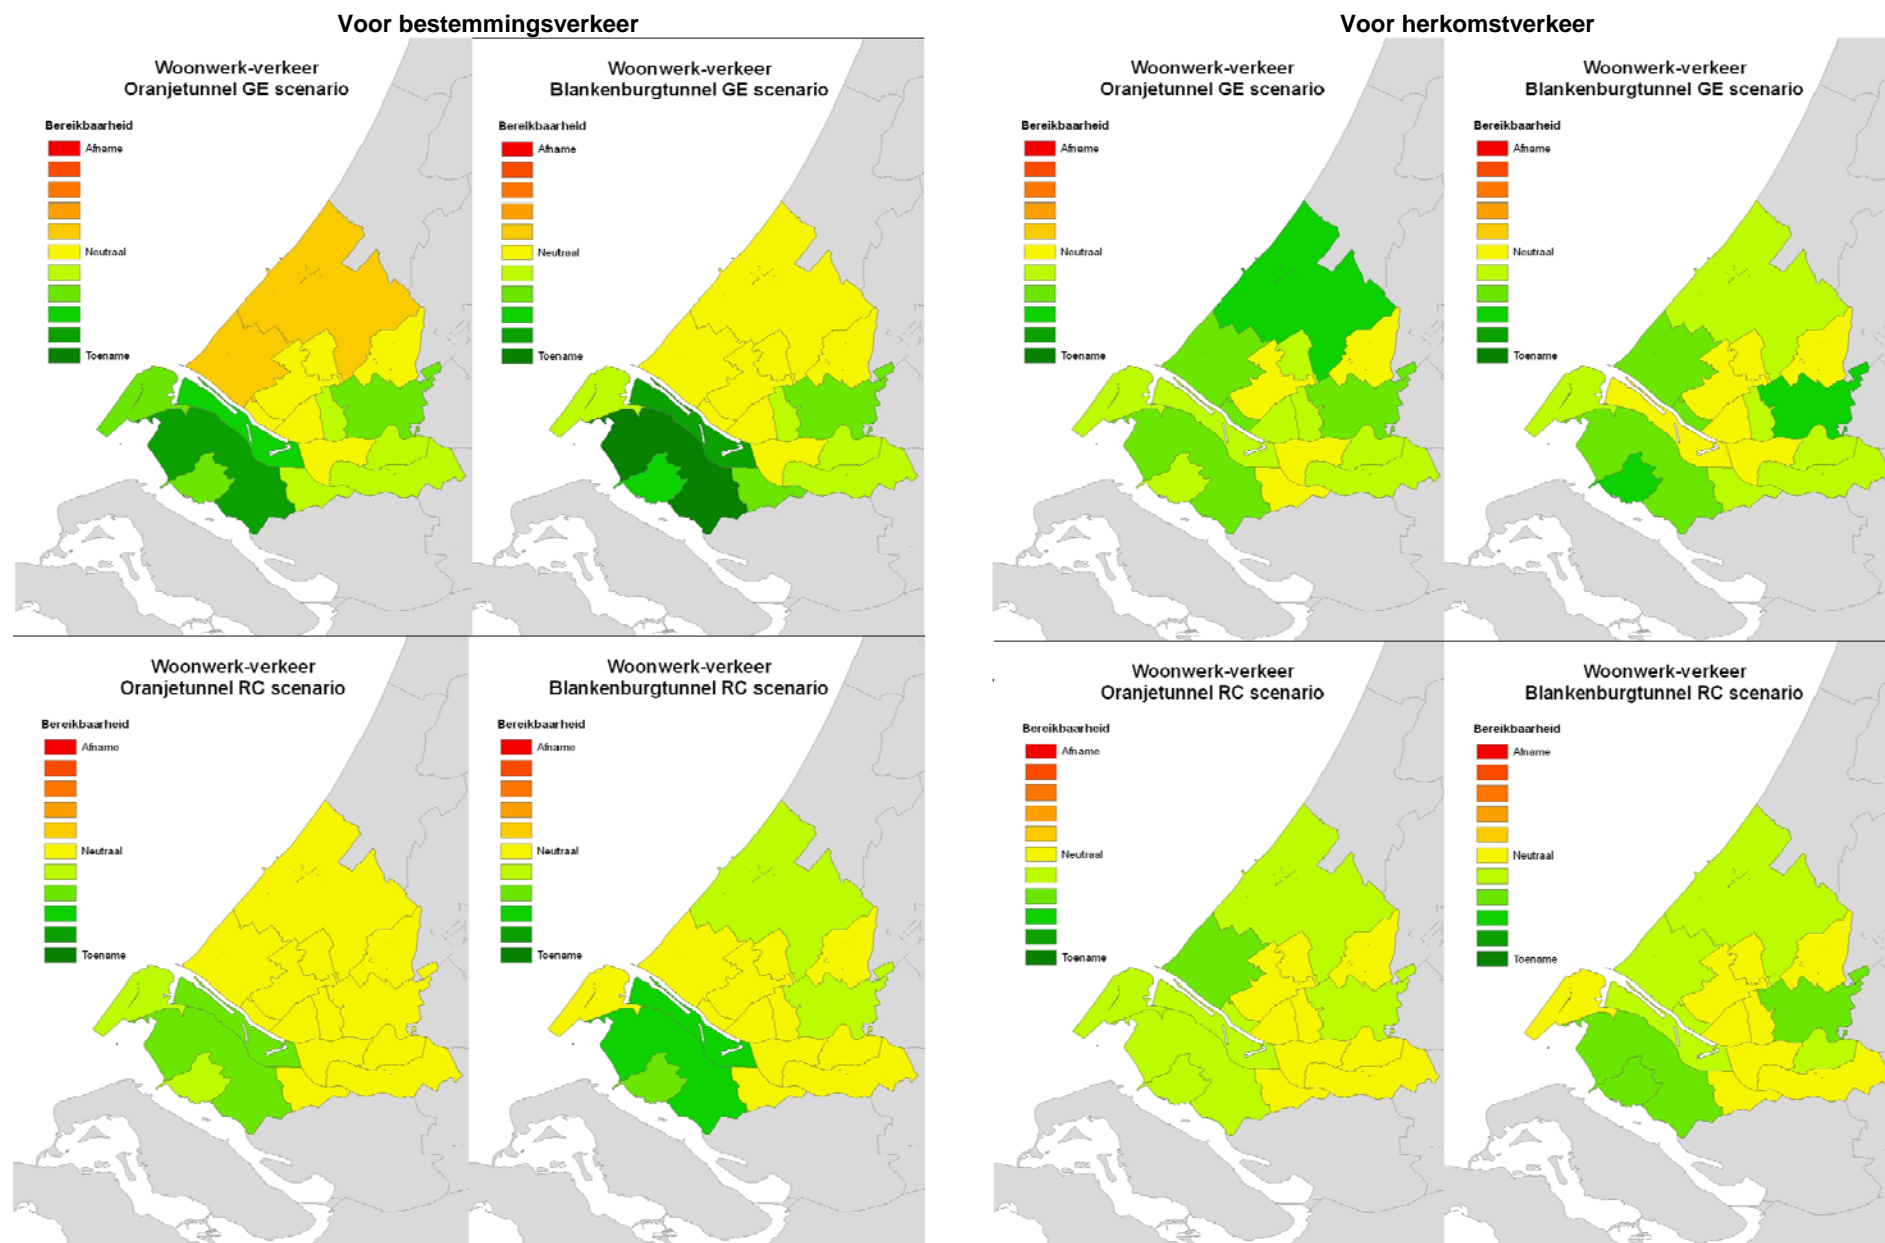 Voor bestemmingsverkeer
Woonwerk-verkeer
Oranjetunnel GE scenario
Bereikbaarheid
Afname
Neutraal
Toename
Woonwerk-verkeer
Blankenburgtunnel GE scenario
Bereikbaarheid
Afname
Neutraal
Toename
Woonwerk-verkeer
Oranjetunnel RC scenario
Bereikbaarheid
Afname
Neutraal
Toename
Woonwerk-verkeer
Blankenburgtunnel RC scenario
Bereikbaarheid
Afname
Neutraal
Toename
Voor herkomstverkeer
Woonwerk-verkeer
Oranjetunnel GE scenario
Bereikbaarheid
Afname
Neutraal
Toename
Woonwerk-verkeer
Blankenburgtunnel GE scenario
Bereikbaarheid
Afname
Neutraal
Toename
Woonwerk-verkeer
Oranjetunnel RC scenario
Bereikbaarheid
Afname
Neutraal
Toename
Woonwerk-verkeer
Blankenburgtunnel RC scenario
Bereikbaarheid
Afname
Neutraal
Toename